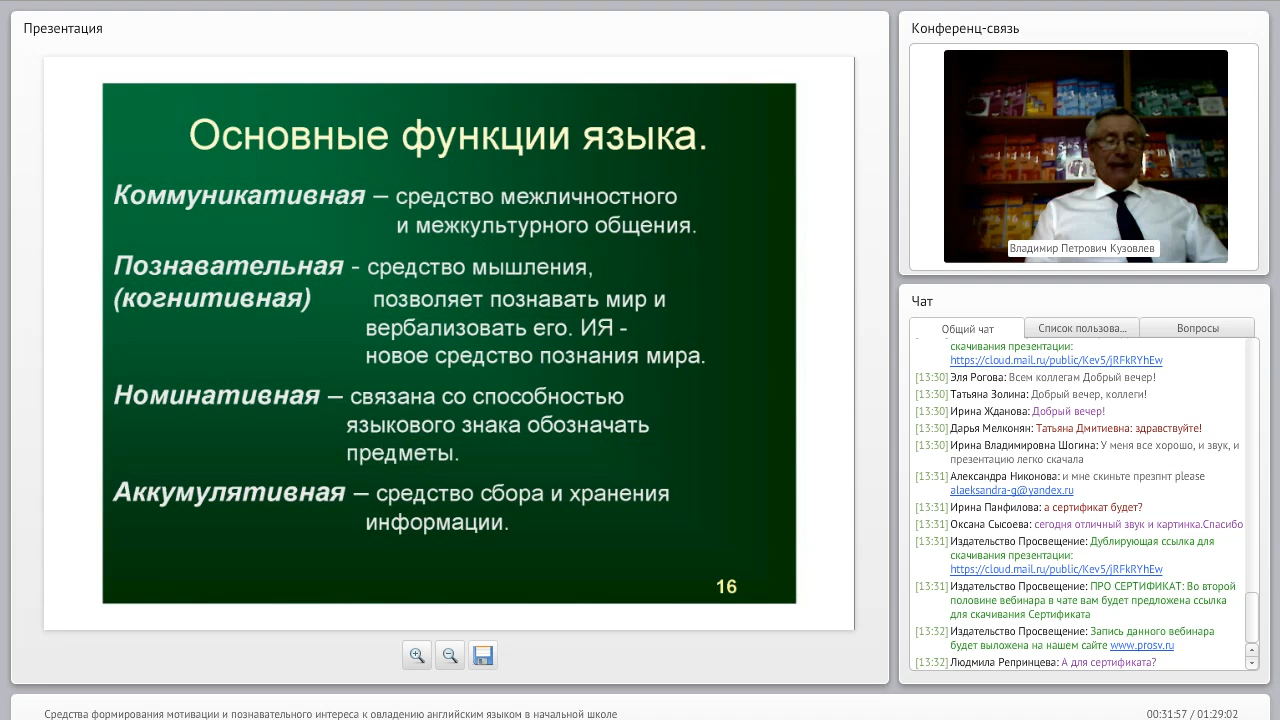 Презентация
Основные функции языка.
Коммуникативная – средство межличностного
и межкультурного общения.
Познавательная - средство мышления,
(когнитивная) позволяет познавать мир и
вербализовать его. ИЯ -
новое средство познания мира.
Номинативная – связана со способностью
языкового знака обозначать
предметы.
Аккумулятивная – средство сбора и хранения
информации.
16
Конференц-связь
Владимир Петрович Кузовлев
Чат
Общий чат
Список пользова...
Вопросы
скачивания презентации:
https://cloud.mail.ru/public/Kev5/jRFkRYhEw
[13:30] Эля Рогова: Всем коллегам Добрый вечер!
[13:30] Татьяна Золина: Добрый вечер, коллеги!
[13:30] Ирина Жданова: Добрый вечер!
[13:30] Дарья Мелконян: Татьяна Дмитиевна: здравствуйте!
[13:30] Ирина Владимировна Шогина: У меня все хорошо, и звук, и
презентацию легко скачала
[13:31] Александра Никонова: и мне скиньте презпнт please
alaeksandra-g@yandex.ru
[13:31] Ирина Панфилова: а сертификат будет?
[13:31] Оксана Сысоева: сегодня отличный звук и картинка.Спасибо
[13:31] Издательство Просвещение: Дублирующая ссылка для
скачивания презентации:
https://cloud.mail.ru/public/Kev5/jRFkRYhEw
[13:31] Издательство Просвещение: ПРО СЕРТИФИКАТ: Во второй
половине вебинара в чате вам будет предложена ссылка
для скачивания Сертификата
[13:32] Издательство Просвещение: Запись данного вебинара
будет выложена на нашем сайте www.prosv.ru
[13:32] Людмила Репринцева: А для сертификата?
Средства формирования мотивации и познавательного интереса к овладению английским языком в начальной школе
00:31:57 / 01:29:02